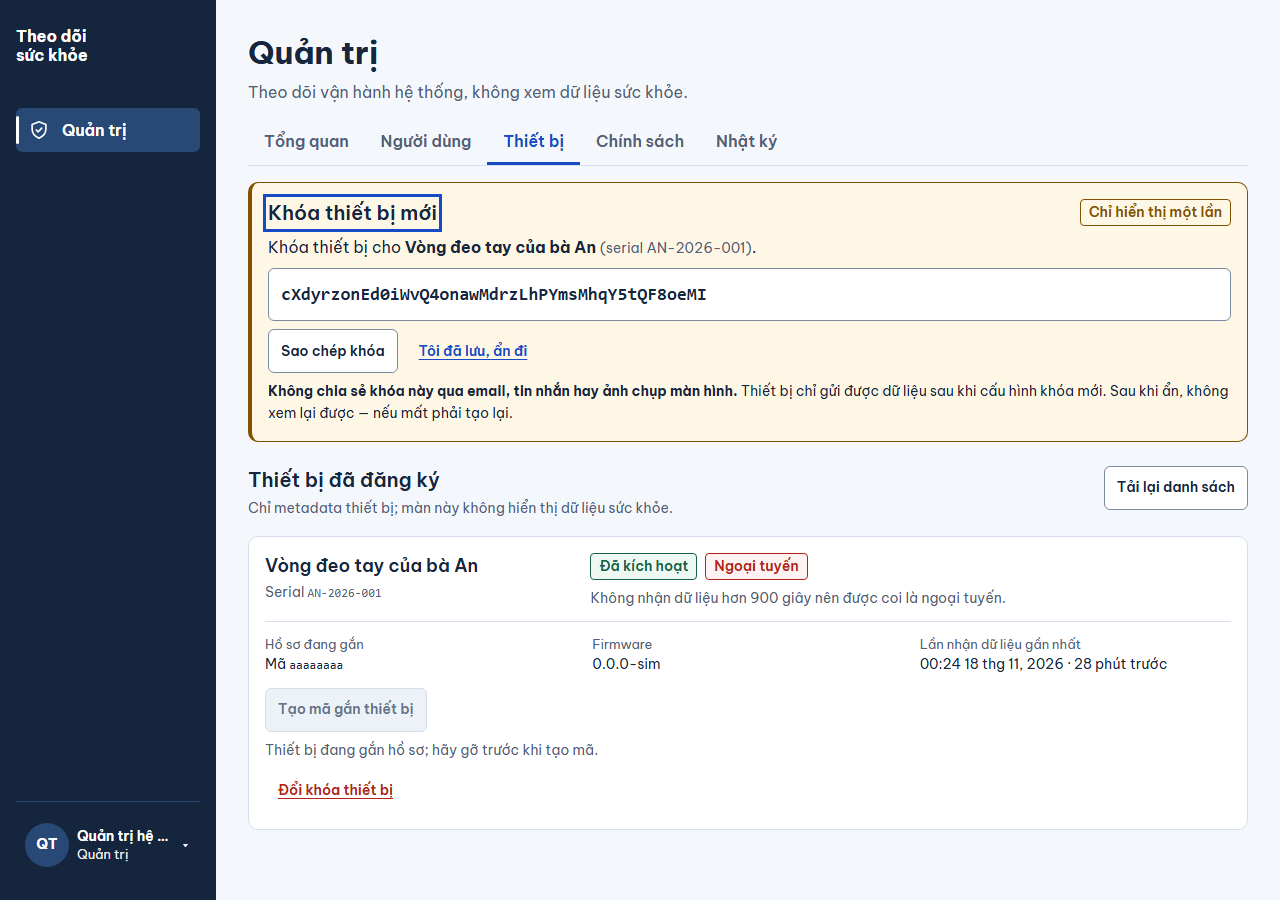 Theo dõi
sức khỏe
Quản trị
Quản trị
Theo dõi vận hành hệ thống, không xem dữ liệu sức khỏe.
Tổng quan
Người dùng
Thiết bị
Chính sách
Nhật ký
Khóa thiết bị mới
Chỉ hiển thị một lần
Khóa thiết bị cho Vòng đeo tay của bà An (serial AN-2026-001).
cXdyrzonEd0iWvQ4onawMdrzLhPYmsMhqY5tQF8oeMI
Sao chép khóa
Tôi đã lưu, ẩn đi
Không chia sẻ khóa này qua email, tin nhắn hay ảnh chụp màn hình. Thiết bị chỉ gửi được dữ liệu sau khi cấu hình khóa mới. Sau khi ẩn, không
xem lại được — nếu mất phải tạo lại.
Thiết bị đã đăng ký
Chỉ metadata thiết bị; màn này không hiển thị dữ liệu sức khỏe.
Tải lại danh sách
Vòng đeo tay của bà An
Serial AN-2026-001
Đã kích hoạt
Ngoại tuyến
Không nhận dữ liệu hơn 900 giây nên được coi là ngoại tuyến.
Hồ sơ đang gắn
Mã aaaaaaaa
Firmware
0.0.0-sim
Lần nhận dữ liệu gần nhất
00:24 18 thg 11, 2026 · 28 phút trước
Tạo mã gắn thiết bị
Thiết bị đang gắn hồ sơ; hãy gỡ trước khi tạo mã.
Đổi khóa thiết bị
QT
Quản trị hệ ...
Quản trị